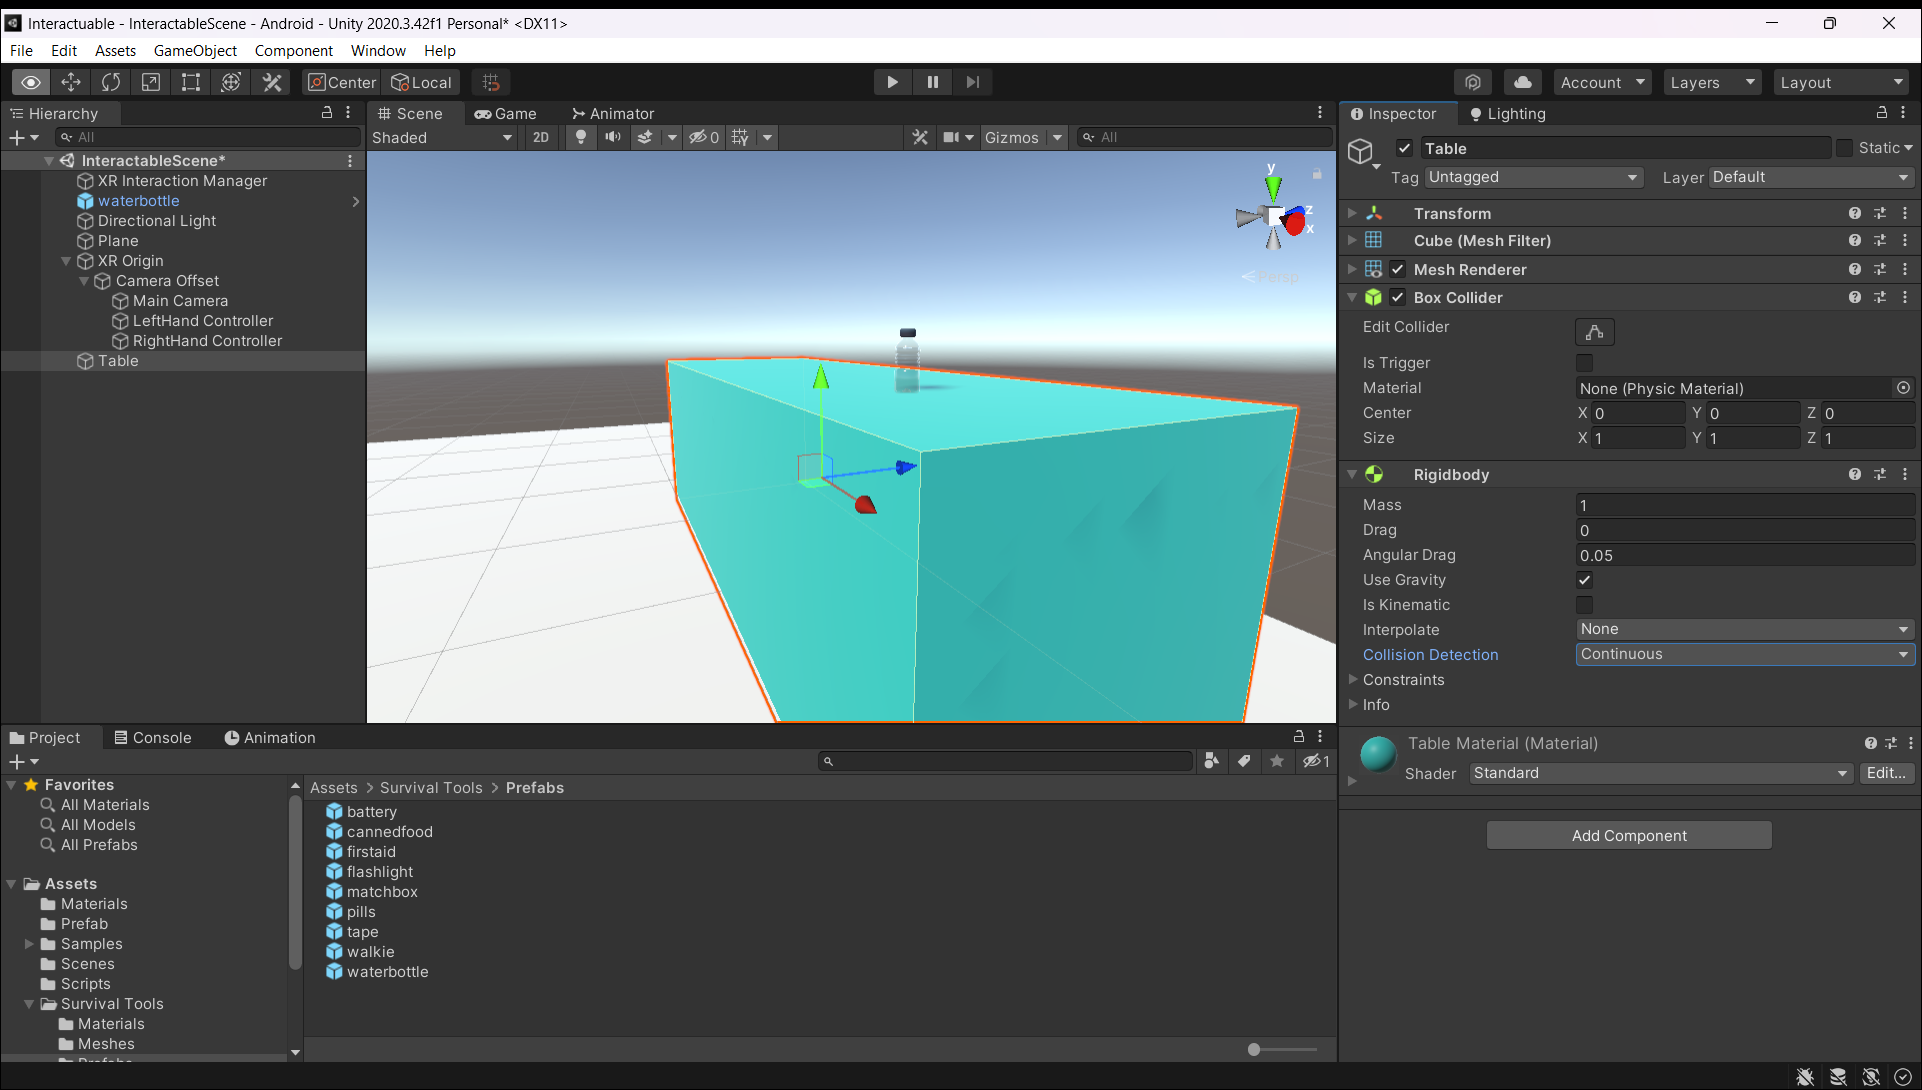 Interactuable - InteractableScene - Android - Unity 2020.3.42f1 Personal* <DX11>
File Edit Assets GameObject Component Window Help
Center Local Account Layers Layout
Hierarchy
All
InteractableScene*
XR Interaction Manager
waterbottle
Directional Light
Plane
XR Origin
Camera Offset
Main Camera
LeftHand Controller
RightHand Controller
Table
Scene Game Animator
Shaded 2D 0 Gizmos All
y
z
x
Persp
Inspector Lighting
Table Static
Tag Untagged Layer Default
Transform
Cube (Mesh Filter)
Mesh Renderer
Box Collider
Edit Collider
Is Trigger
Material None (Physic Material)
Center X 0 Y 0 Z 0
Size X 1 Y 1 Z 1
Rigidbody
Mass 1
Drag 0
Angular Drag 0.05
Use Gravity
Is Kinematic
Interpolate None
Collision Detection Continuous
Constraints
Info
Table Material (Material)
Shader Standard Edit...
Add Component
Project Console Animation
1
Favorites
All Materials
All Models
All Prefabs
Assets
Materials
Prefab
Samples
Scenes
Scripts
Survival Tools
Materials
Meshes
Prefabs
Assets > Survival Tools > Prefabs
battery
cannedfood
firstaid
flashlight
matchbox
pills
tape
walkie
waterbottle